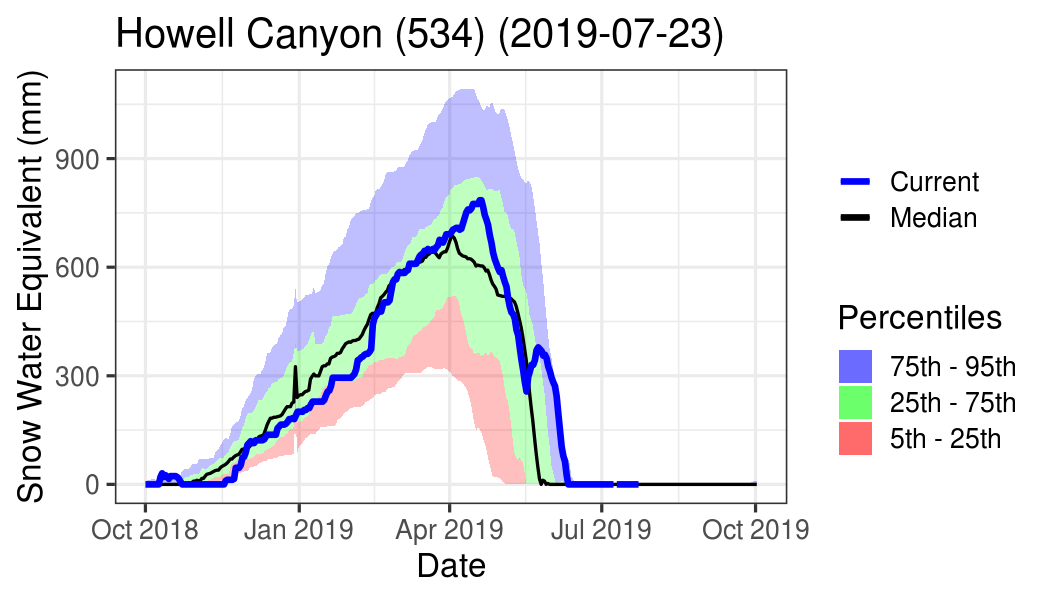 Howell Canyon (534) (2019-07-23)
Snow Water Equivalent (mm)
900
600
300
0
Oct 2018
Jan 2019
Apr 2019
Jul 2019
Oct 2019
Date
Current
Median
Percentiles
75th - 95th
25th - 75th
5th - 25th